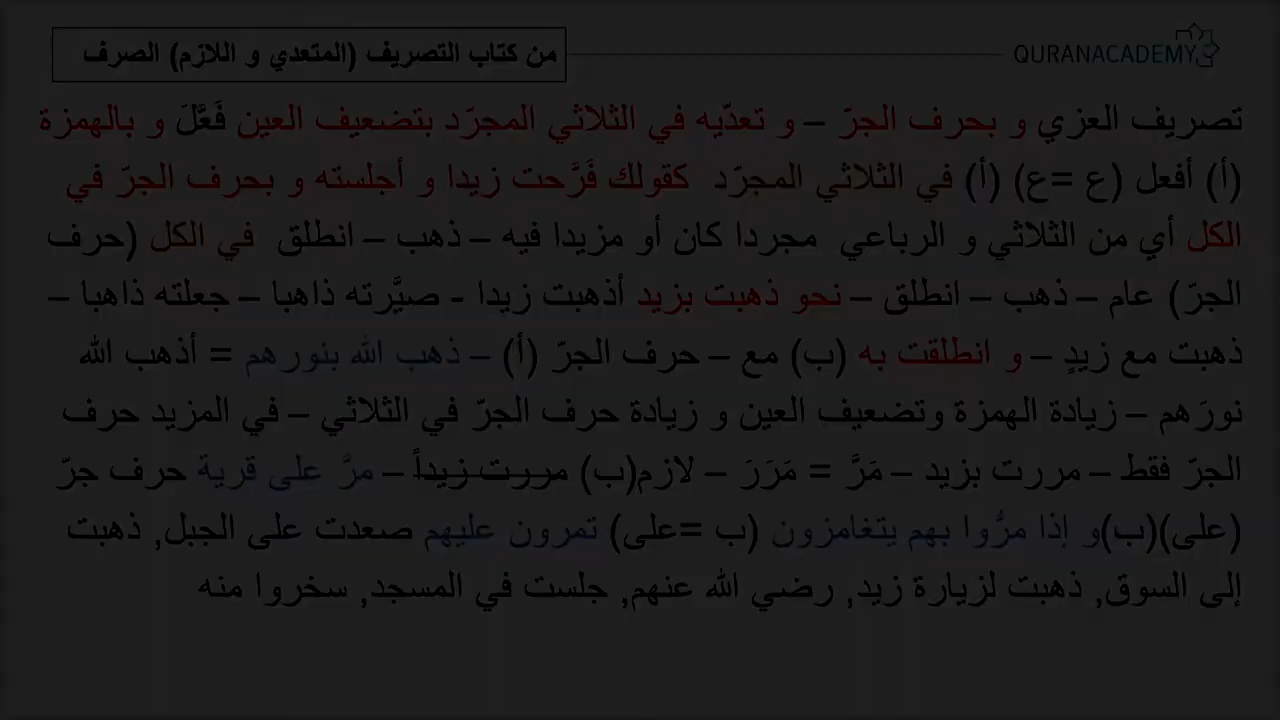 من كتاب التصريف (المتعدي و اللازم) الصرف
QURANACADEMY
تصريف العزي و بحرف الجرّ – و تعدّيه في الثلاثي المجرّد بتضعيف العين فَعَّلَ و بالهمزة
(أ) أفعل (ع =ع) (أ) في الثلاثي المجرّد كقولك فَرَّحت زيدا و أجلسته و بحرف الجرّ في
الكل أي من الثلاثي و الرباعي مجردا كان أو مزيدا فيه – ذهب – انطلق في الكل (حرف
الجرّ) عام – ذهب – انطلق – نحو ذهبت بزيد أذهبت زيدا - صيَّرته ذاهبا – جعلته ذاهبا –
ذهبت مع زيدٍ – و انطلقت به (ب) مع – حرف الجرّ (أ) – ذهب الله بنورهم = أذهب الله
نورَهم – زيادة الهمزة وتضعيف العين و زيادة حرف الجرّ في الثلاثي – في المزيد حرف
الجرّ فقط – مررت بزيد – مَرَّ = مَرَرَ – لازم(ب) مررت زيداً – مرَّ على قرية حرف جرّ
(على)(ب)و إذا مرُّوا بهم يتغامزون (ب =على) تمرون عليهم صعدت على الجبل, ذهبت
إلى السوق, ذهبت لزيارة زيد, رضي الله عنهم, جلست في المسجد, سخروا منه